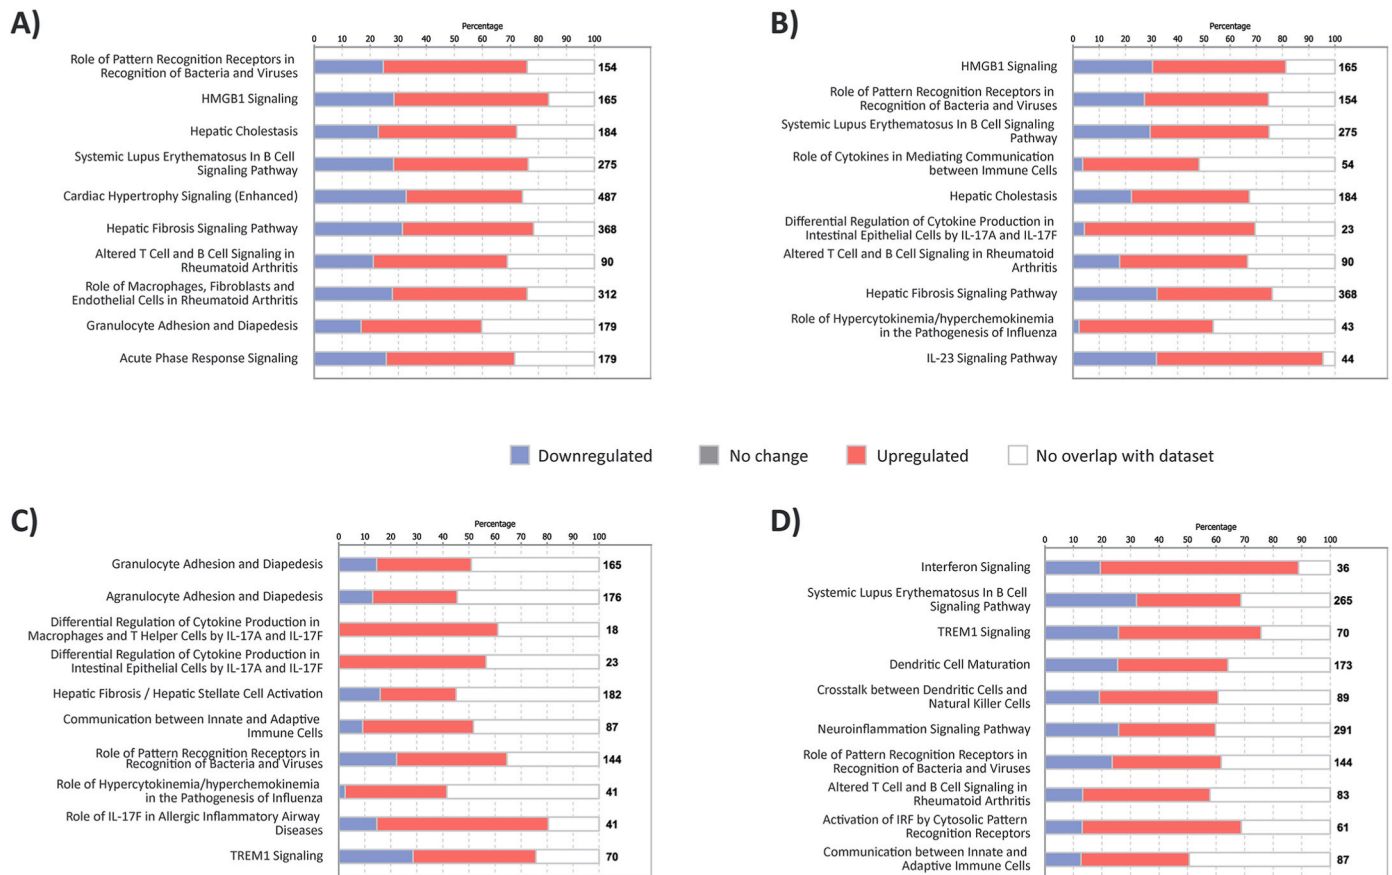 A)
Percentage
0 10 20 30 40 50 60 70 80 90 100
Role of Pattern Recognition Receptors in
Recognition of Bacteria and Viruses
154
HMGB1 Signaling
165
Hepatic Cholestasis
184
Systemic Lupus Erythematosus In B Cell
Signaling Pathway
275
Cardiac Hypertrophy Signaling (Enhanced)
487
Hepatic Fibrosis Signaling Pathway
368
Altered T Cell and B Cell Signaling in
Rheumatoid Arthritis
90
Role of Macrophages, Fibroblasts and
Endothelial Cells in Rheumatoid Arthritis
312
Granulocyte Adhesion and Diapedesis
179
Acute Phase Response Signaling
179
B)
Percentage
0 10 20 30 40 50 60 70 80 90 100
HMGB1 Signaling
165
Role of Pattern Recognition Receptors in
Recognition of Bacteria and Viruses
154
Systemic Lupus Erythematosus In B Cell Signaling
Pathway
275
Role of Cytokines in Mediating Communication
between Immune Cells
54
Hepatic Cholestasis
184
Differential Regulation of Cytokine Production in
Intestinal Epithelial Cells by IL-17A and IL-17F
23
Altered T Cell and B Cell Signaling in Rheumatoid
Arthritis
90
Hepatic Fibrosis Signaling Pathway
368
Role of Hypercytokinemia/hyperchemokinemia
in the Pathogenesis of Influenza
43
IL-23 Signaling Pathway
44
Downregulated
No change
Upregulated
No overlap with dataset
C)
Percentage
0 10 20 30 40 50 60 70 80 90 100
Granulocyte Adhesion and Diapedesis
165
Agranulocyte Adhesion and Diapedesis
176
Differential Regulation of Cytokine Production in
Macrophages and T Helper Cells by IL-17A and IL-17F
18
Differential Regulation of Cytokine Production in
Intestinal Epithelial Cells by IL-17A and IL-17F
23
Hepatic Fibrosis / Hepatic Stellate Cell Activation
182
Communication between Innate and Adaptive
Immune Cells
87
Role of Pattern Recognition Receptors in
Recognition of Bacteria and Viruses
144
Role of Hypercytokinemia/hyperchemokinemia
in the Pathogenesis of Influenza
41
Role of IL-17F in Allergic Inflammatory Airway
Diseases
41
TREM1 Signaling
70
D)
Percentage
0 10 20 30 40 50 60 70 80 90 100
Interferon Signaling
36
Systemic Lupus Erythematosus In B Cell
Signaling Pathway
265
TREM1 Signaling
70
Dendritic Cell Maturation
173
Crosstalk between Dendritic Cells and
Natural Killer Cells
89
Neuroinflammation Signaling Pathway
291
Role of Pattern Recognition Receptors in
Recognition of Bacteria and Viruses
144
Altered T Cell and B Cell Signaling in
Rheumatoid Arthritis
83
Activation of IRF by Cytosolic Pattern
Recognition Receptors
61
Communication between Innate and
Adaptive Immune Cells
87